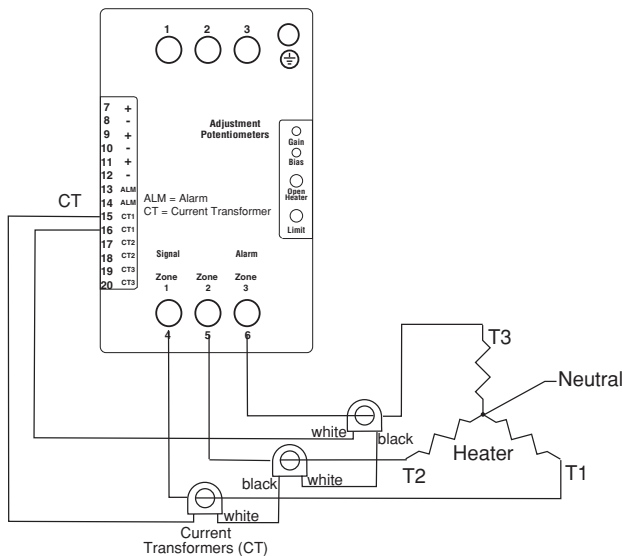 1 2 3
7 +
8 -
9 +
10 -
11 +
12 -
13 ALM
14 ALM
15 CT1
16 CT1
17 CT2
18 CT2
19 CT3
20 CT3
CT
ALM = Alarm
CT = Current Transformer
Adjustment
Potentiometers
Gain
Bias
Open
Heater
Limit
Signal Alarm
Zone Zone Zone
1 2 3
4 5 6
T3
Neutral
white black
T2 Heater T1
black white
white
Current
Transformers (CT)